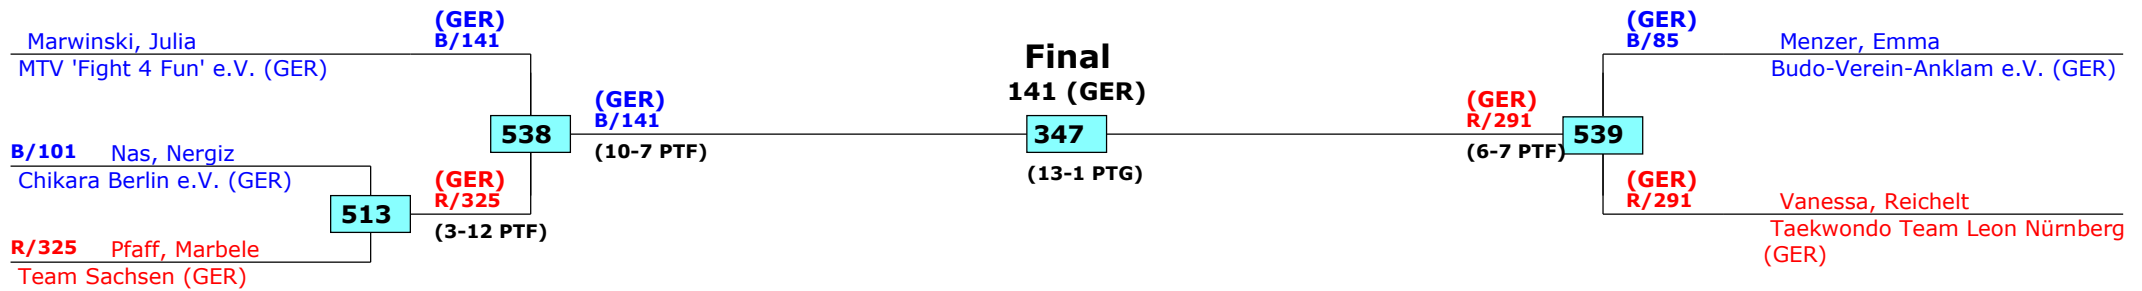 (GER)
B/141
Marwinski, Julia
MTV 'Fight 4 Fun' e.V. (GER)
538
(GER)
B/141
(10-7 PTF)
B/101 Nas, Nergiz
Chikara Berlin e.V. (GER)
513
(GER)
R/325
(3-12 PTF)
R/325 Pfaff, Marbele
Team Sachsen (GER)
Final
141 (GER)
347
(13-1 PTG)
(GER)
B/85
Menzer, Emma
Budo-Verein-Anklam e.V. (GER)
(GER)
R/291
539
(6-7 PTF)
(GER)
R/291
Vanessa, Reichelt
Taekwondo Team Leon Nürnberg
(GER)